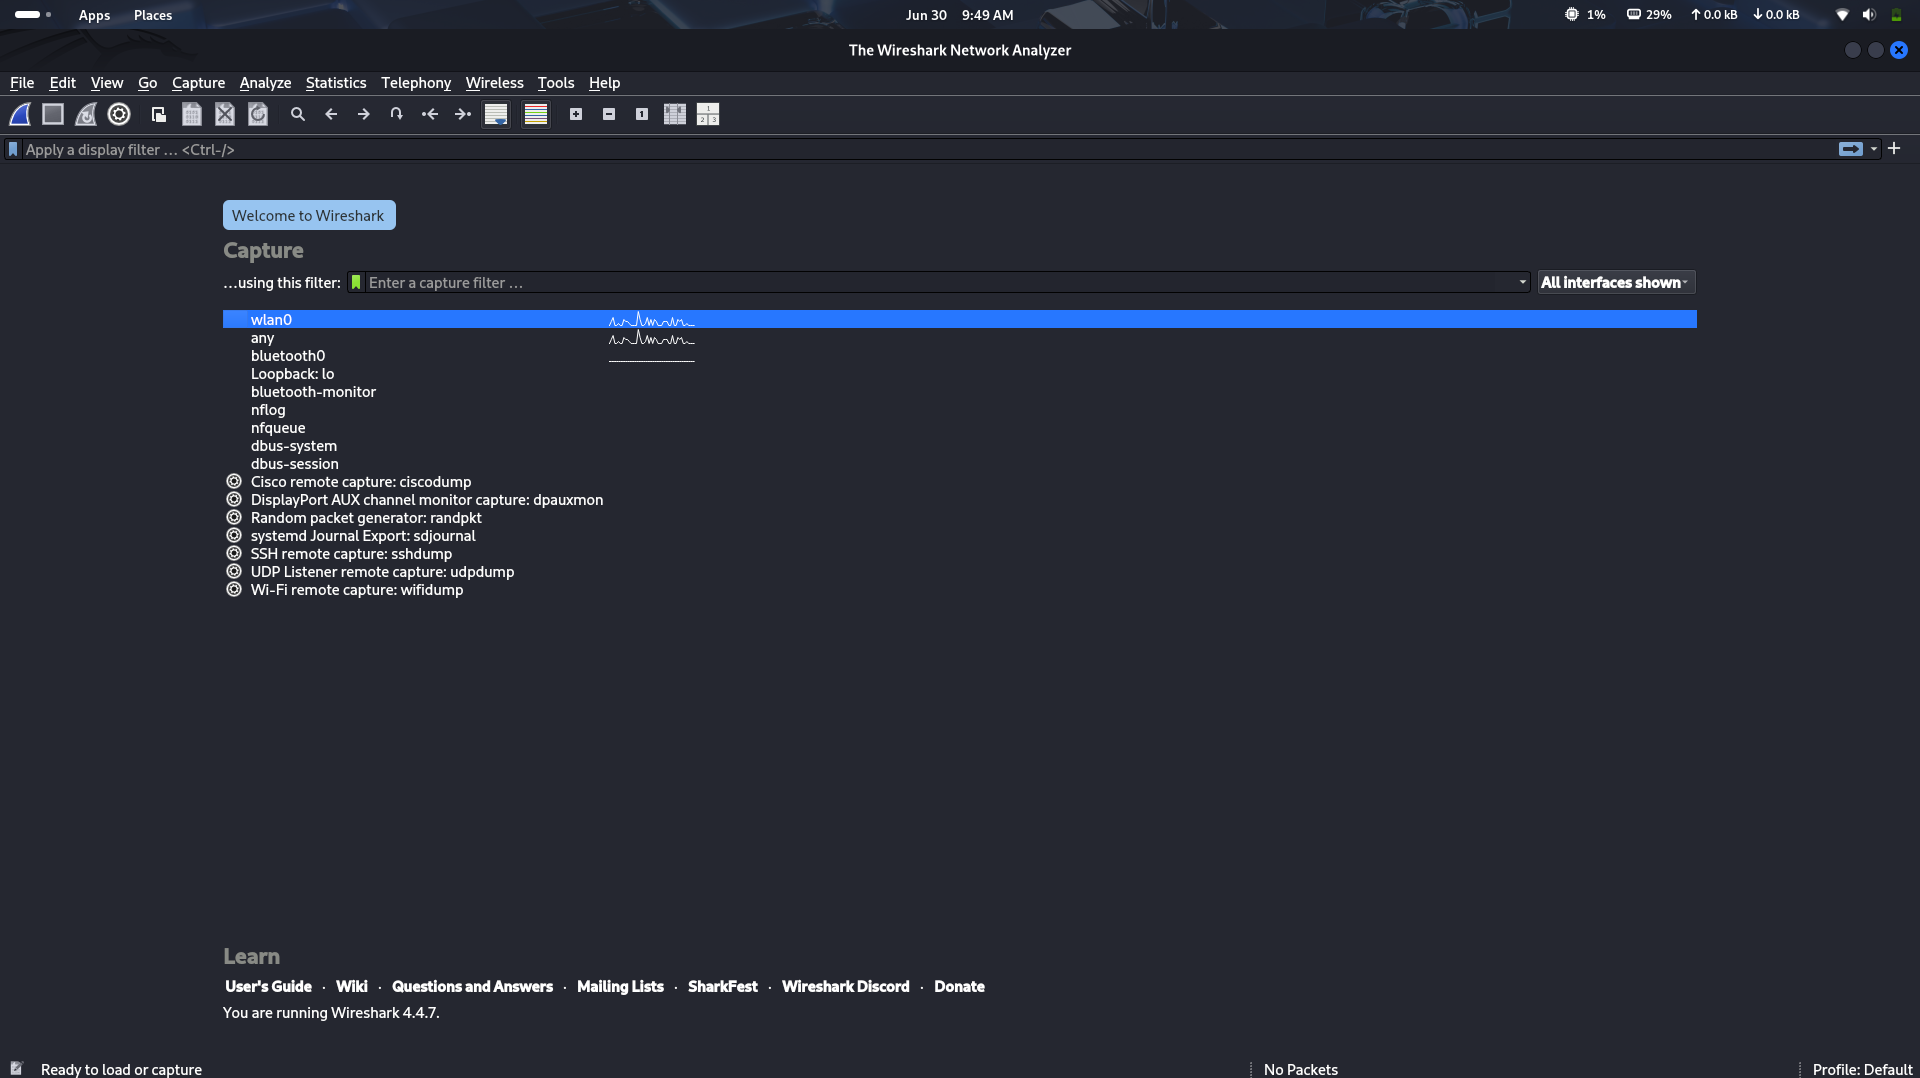 Apps Places Jun 30 9:49 AM 1% 29% 0.0 kB 0.0 kB
The Wireshark Network Analyzer
File Edit View Go Capture Analyze Statistics Telephony Wireless Tools Help
1
1
2 3
Apply a display filter … <Ctrl-/>
Welcome to Wireshark
Capture
…using this filter: Enter a capture filter … All interfaces shown
wlan0
any
bluetooth0
Loopback: lo
bluetooth-monitor
nflog
nfqueue
dbus-system
dbus-session
Cisco remote capture: ciscodump
DisplayPort AUX channel monitor capture: dpauxmon
Random packet generator: randpkt
systemd Journal Export: sdjournal
SSH remote capture: sshdump
UDP Listener remote capture: udpdump
Wi-Fi remote capture: wifidump
Learn
User's Guide · Wiki · Questions and Answers · Mailing Lists · SharkFest · Wireshark Discord · Donate
You are running Wireshark 4.4.7.
Ready to load or capture No Packets Profile: Default